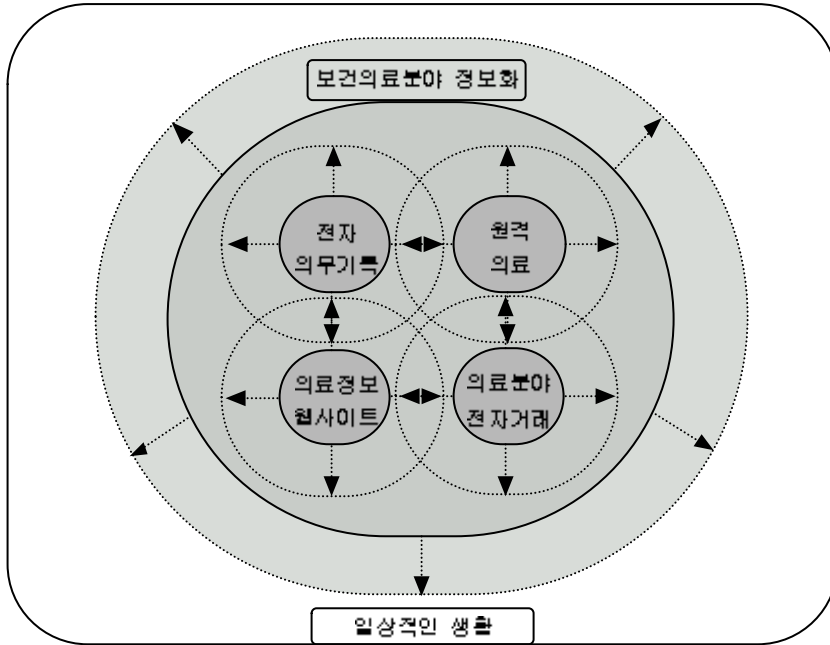 보건의료분야 정보화
전자
의무기록
원격
의료
의료정보
웹사이트
의료분야
전자거래
일상적인 생활